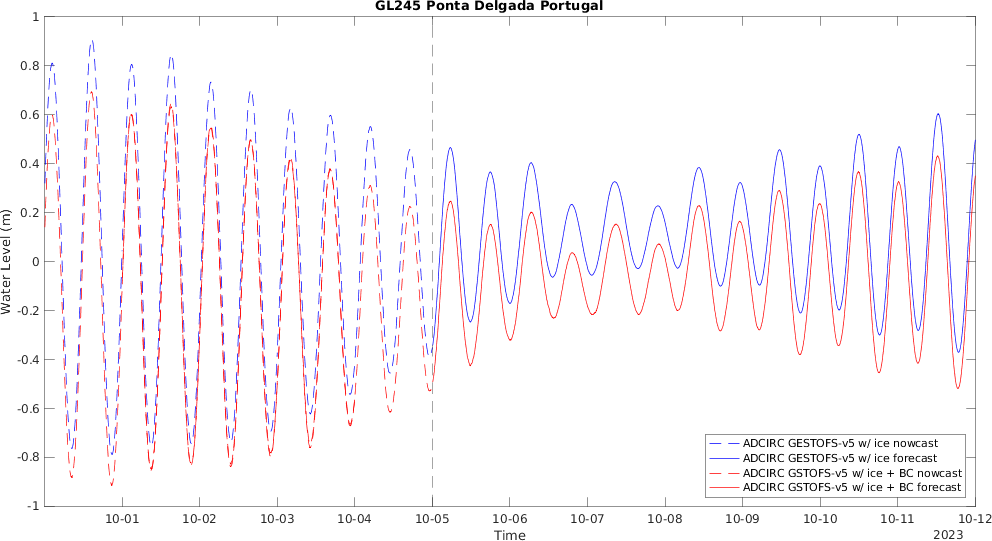 GL245 Ponta Delgada Portugal
1
0.8
0.6
0.4
0.2
0
-0.2
-0.4
-0.6
-0.8
-1
Water Level (m)
10-01 10-02 10-03 10-04 10-05 10-06 10-07 10-08 10-09 10-10 10-11 10-12
Time
2023
ADCIRC GESTOFS-v5 w/ ice nowcast
ADCIRC GESTOFS-v5 w/ ice forecast
ADCIRC GSTOFS-v5 w/ ice + BC nowcast
ADCIRC GSTOFS-v5 w/ ice + BC forecast